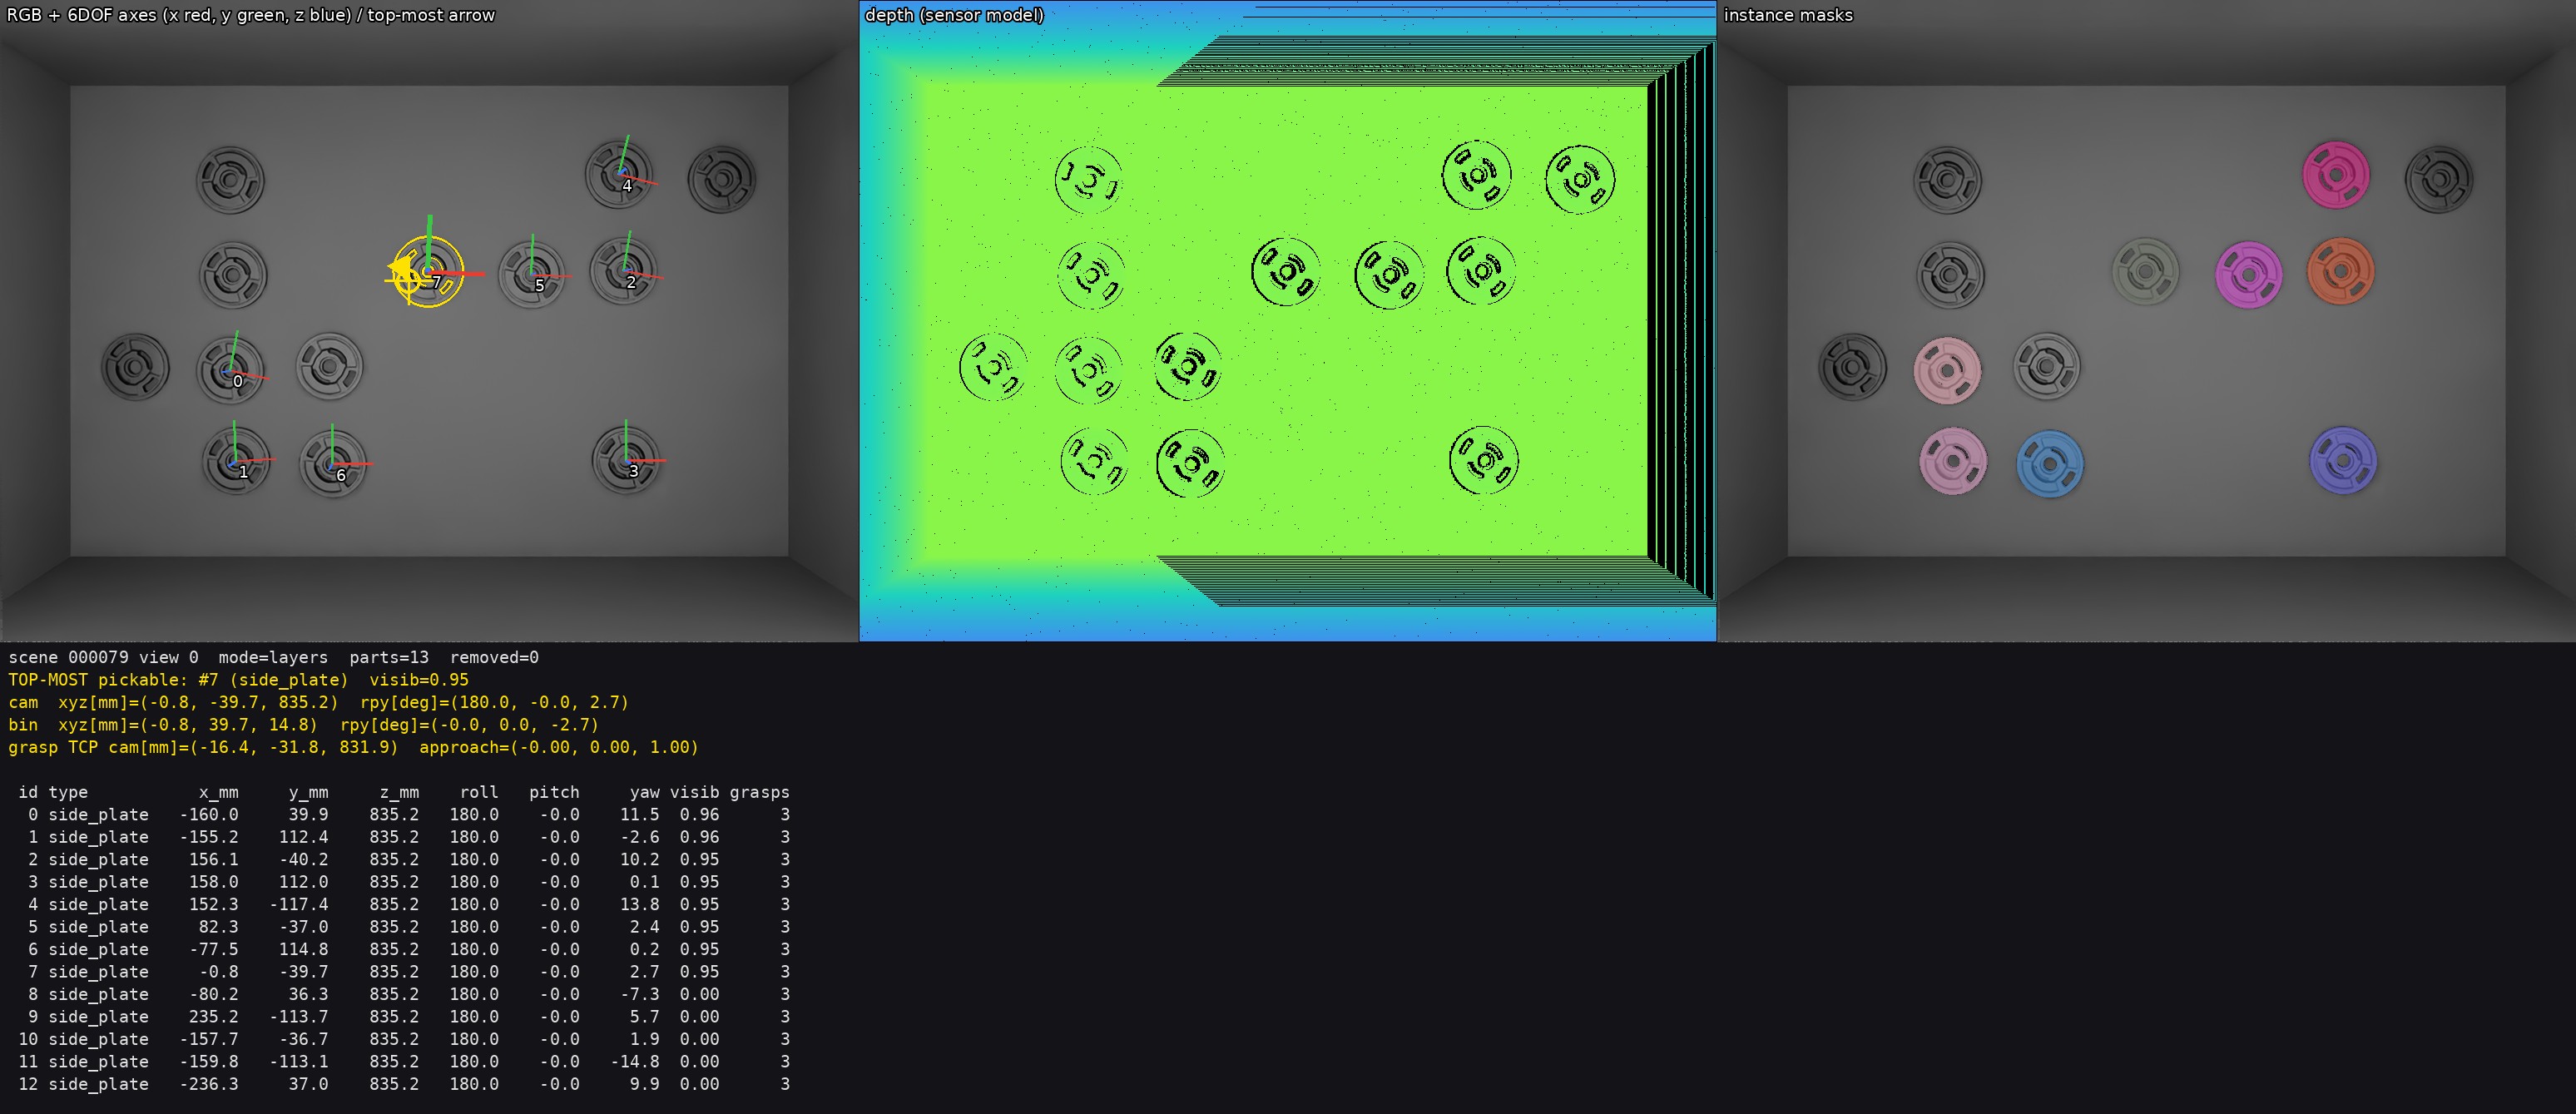 RGB + 6DOF axes (x red, y green, z blue) / top-most arrow
depth (sensor model)
instance masks
4
7
5
2
0
1
6
3
scene 000079 view 0  mode=layers  parts=13  removed=0
TOP-MOST pickable: #7 (side_plate)  visib=0.95
cam  xyz[mm]=(-0.8, -39.7, 835.2)  rpy[deg]=(180.0, -0.0, 2.7)
bin  xyz[mm]=(-0.8, 39.7, 14.8)  rpy[deg]=(-0.0, 0.0, -2.7)
grasp TCP cam[mm]=(-16.4, -31.8, 831.9)  approach=(-0.00, 0.00, 1.00)
id type x_mm y_mm z_mm roll pitch yaw visib grasps
0 side_plate -160.0 39.9 835.2 180.0 -0.0 11.5 0.96 3
1 side_plate -155.2 112.4 835.2 180.0 -0.0 -2.6 0.96 3
2 side_plate 156.1 -40.2 835.2 180.0 -0.0 10.2 0.95 3
3 side_plate 158.0 112.0 835.2 180.0 -0.0 0.1 0.95 3
4 side_plate 152.3 -117.4 835.2 180.0 -0.0 13.8 0.95 3
5 side_plate 82.3 -37.0 835.2 180.0 -0.0 2.4 0.95 3
6 side_plate -77.5 114.8 835.2 180.0 -0.0 0.2 0.95 3
7 side_plate -0.8 -39.7 835.2 180.0 -0.0 2.7 0.95 3
8 side_plate -80.2 36.3 835.2 180.0 -0.0 -7.3 0.00 3
9 side_plate 235.2 -113.7 835.2 180.0 -0.0 5.7 0.00 3
10 side_plate -157.7 -36.7 835.2 180.0 -0.0 1.9 0.00 3
11 side_plate -159.8 -113.1 835.2 180.0 -0.0 -14.8 0.00 3
12 side_plate -236.3 37.0 835.2 180.0 -0.0 9.9 0.00 3